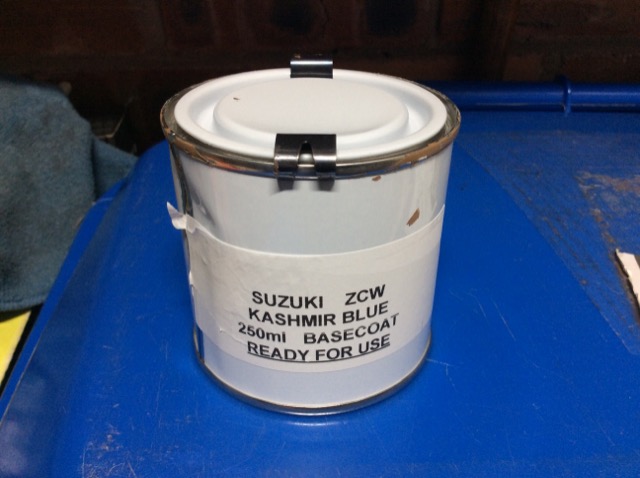 SUZUKI ZCW
KASHMIR BLUE
250ml BASECOAT
READY FOR USE